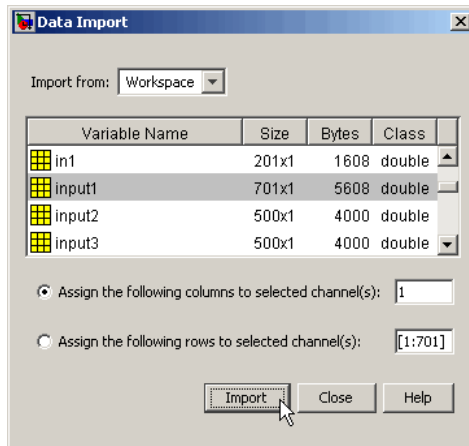 Data Import
Import from: Workspace
Variable Name Size Bytes Class
in1 201x1 1608 double
input1 701x1 5608 double
input2 500x1 4000 double
input3 500x1 4000 double
Assign the following columns to selected channel(s): 1
Assign the following rows to selected channel(s): [1:701]
Import Close Help